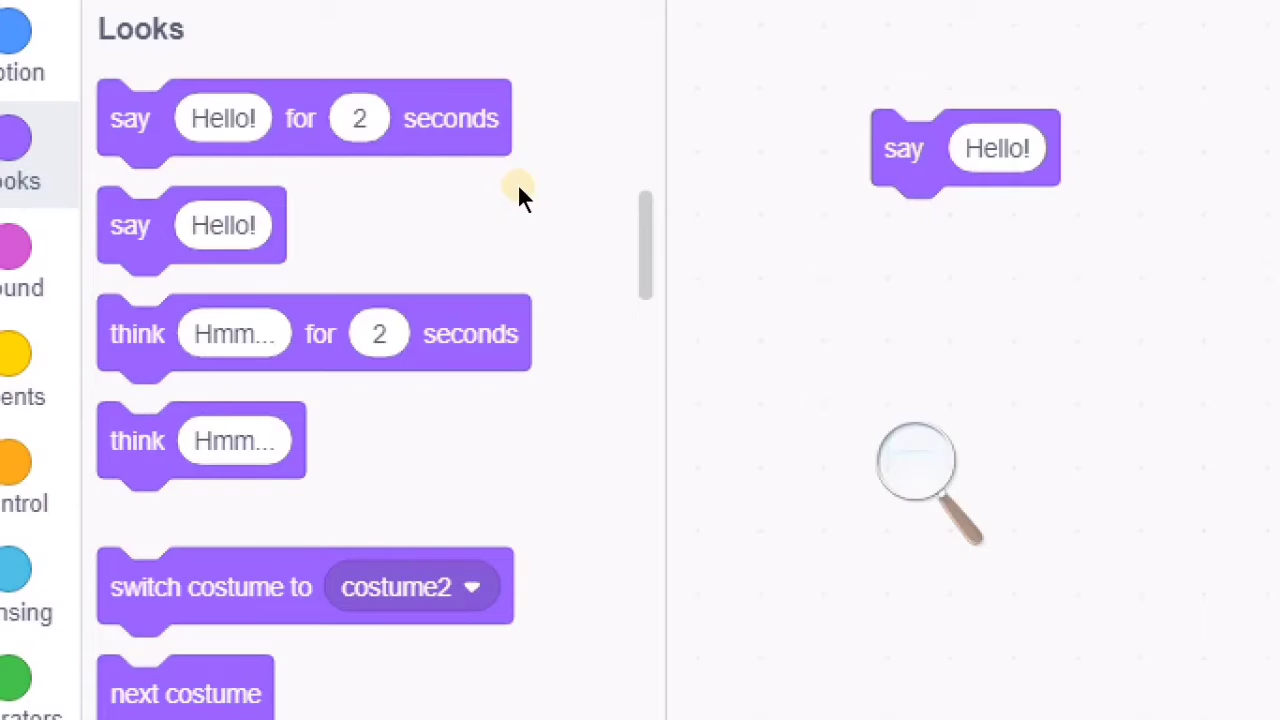 Looks
otion
say Hello! for 2 seconds
say Hello!
ooks
say Hello!
ound
think Hmm... for 2 seconds
ents
think Hmm...
ntrol
switch costume to costume2
nsing
next costume
rators